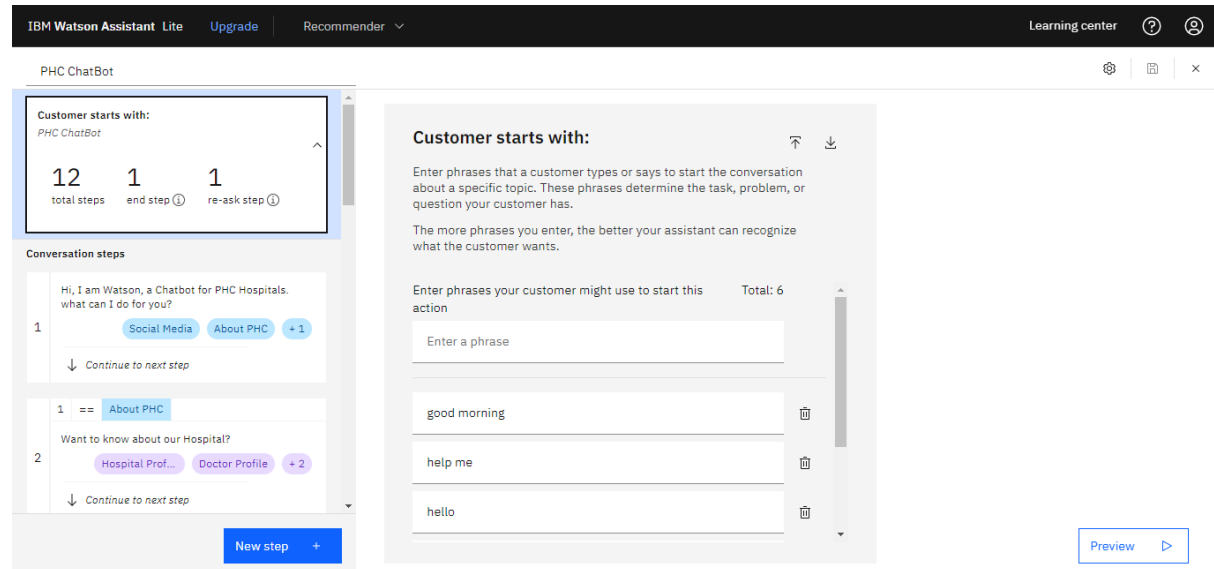 IBM Watson Assistant Lite Upgrade Recommender Learning center
PHC ChatBot
Customer starts with:
PHC ChatBot
12 1 1
total steps end step re-ask step
Conversation steps
Hi, I am Watson, a Chatbot for PHC Hospitals.
what can I do for you?
1
Social Media About PHC + 1
Continue to next step
1 == About PHC
Want to know about our Hospital?
2
Hospital Prof... Doctor Profile + 2
Continue to next step
New step +
Customer starts with:
Enter phrases that a customer types or says to start the conversation
about a specific topic. These phrases determine the task, problem, or
question your customer has.
The more phrases you enter, the better your assistant can recognize
what the customer wants.
Enter phrases your customer might use to start this Total: 6
action
Enter a phrase
good morning
help me
hello
Preview